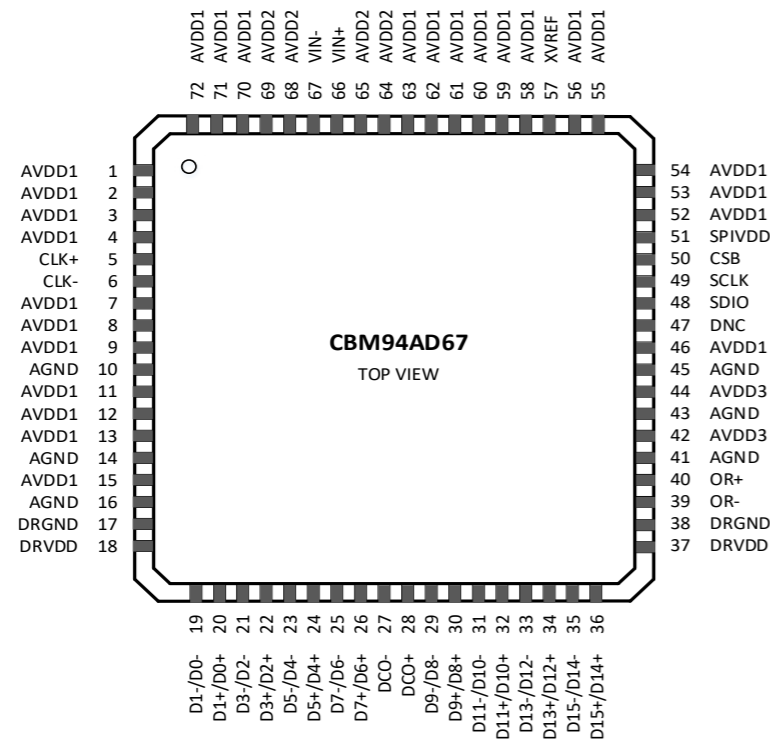 72 AVDD1
71 AVDD1
70 AVDD1
69 AVDD2
68 AVDD2
67 VIN-
66 VIN+
65 AVDD2
64 AVDD2
63 AVDD1
62 AVDD1
61 AVDD1
60 AVDD1
59 AVDD1
58 AVDD1
57 XVREF
56 AVDD1
55 AVDD1
AVDD1 1
AVDD1 2
AVDD1 3
AVDD1 4
CLK+ 5
CLK- 6
AVDD1 7
AVDD1 8
AVDD1 9
AGND 10
AVDD1 11
AVDD1 12
AVDD1 13
AGND 14
AVDD1 15
AGND 16
DRGND 17
DRVDD 18
CBM94AD67
TOP VIEW
54 AVDD1
53 AVDD1
52 AVDD1
51 SPIVDD
50 CSB
49 SCLK
48 SDIO
47 DNC
46 AVDD1
45 AGND
44 AVDD3
43 AGND
42 AVDD3
41 AGND
40 OR+
39 OR-
38 DRGND
37 DRVDD
D1-/D0- 19
D1+/D0+ 20
D3-/D2- 21
D3+/D2+ 22
D5-/D4- 23
D5+/D4+ 24
D7-/D6- 25
D7+/D6+ 26
DCO- 27
DCO+ 28
D9-/D8- 29
D9+/D8+ 30
D11-/D10- 31
D11+/D10+ 32
D13-/D12- 33
D13+/D12+ 34
D15-/D14- 35
D15+/D14+ 36